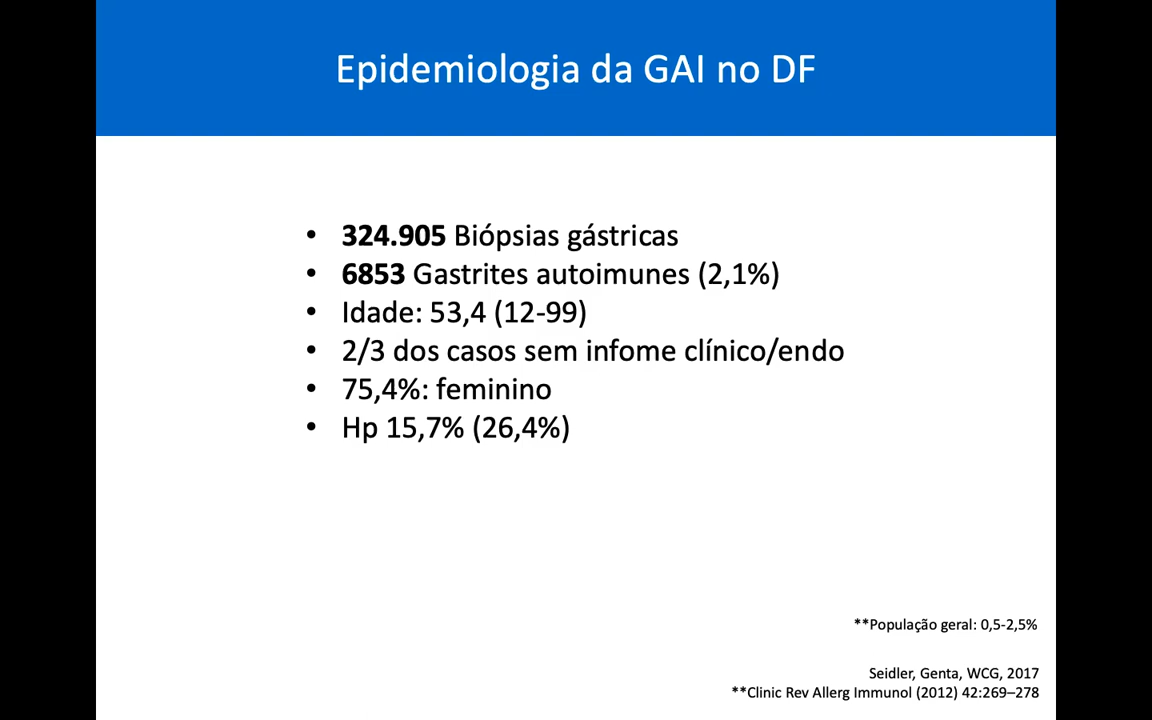 Epidemiologia da GAI no DF
• 324.905 Biópsias gástricas
• 6853 Gastrites autoimunes (2,1%)
• Idade: 53,4 (12-99)
• 2/3 dos casos sem infome clínico/endo
• 75,4%: feminino
• Hp 15,7% (26,4%)
**População geral: 0,5-2,5%
Seidler, Genta, WCG, 2017
**Clinic Rev Allerg Immunol (2012) 42:269–278